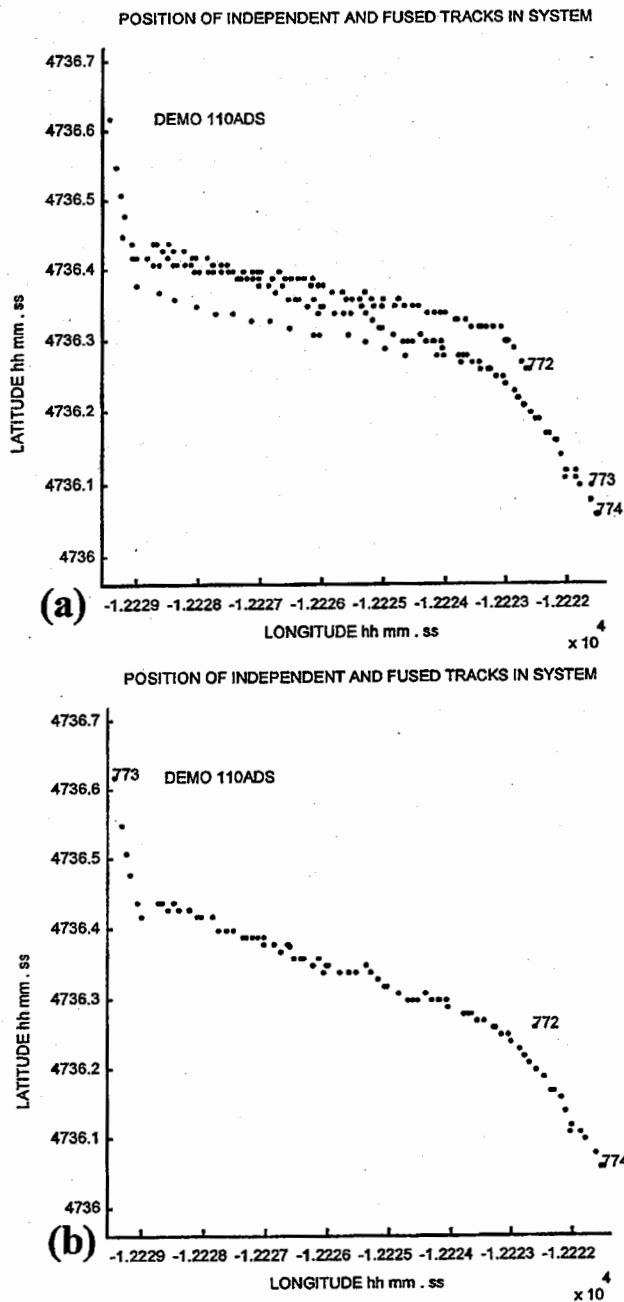 POSITION OF INDEPENDENT AND FUSED TRACKS IN SYSTEM
4736.7
DEMO 110ADS
4736.6
4736.5
4736.4
4736.3
772
4736.2
4736.1
773
774
4736
LATITUDE hh mm . ss
(a)
-1.2229 -1.2228 -1.2227 -1.2226 -1.2225 -1.2224 -1.2223 -1.2222
LONGITUDE hh mm . ss
x 10 4
POSITION OF INDEPENDENT AND FUSED TRACKS IN SYSTEM
4736.7
773 DEMO 110ADS
4736.6
4736.5
4736.4
4736.3
772
4736.2
4736.1
774
4736
LATITUDE hh mm . ss
(b)
-1.2229 -1.2228 -1.2227 -1.2226 -1.2225 -1.2224 -1.2223 -1.2222
LONGITUDE hh mm . ss
x 10 4